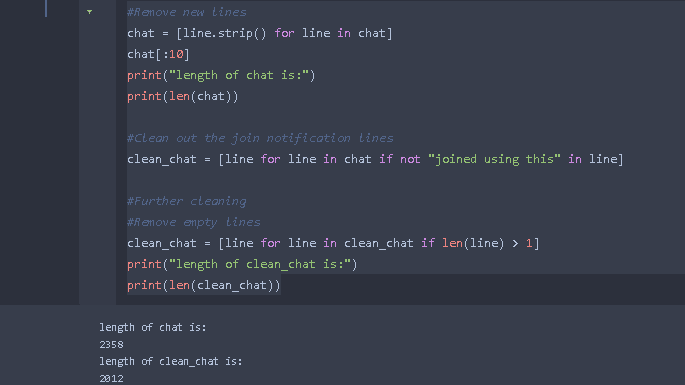 #Remove new lines
chat = [line.strip() for line in chat]
chat[:10]
print("length of chat is:")
print(len(chat))
#Clean out the join notification lines
clean_chat = [line for line in chat if not "joined using this" in line]
#Further cleaning
#Remove empty lines
clean_chat = [line for line in clean_chat if len(line) > 1]
print("length of clean_chat is:")
print(len(clean_chat))
length of chat is:
2358
length of clean_chat is:
2012